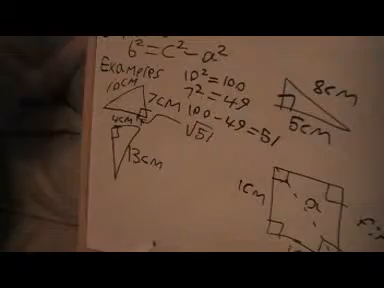 b² = c² - a²
Examples
10cm
10² = 100
7cm
7² = 49
100 - 49 = 51
√51
4cm
13cm
8cm
5cm
1cm
a